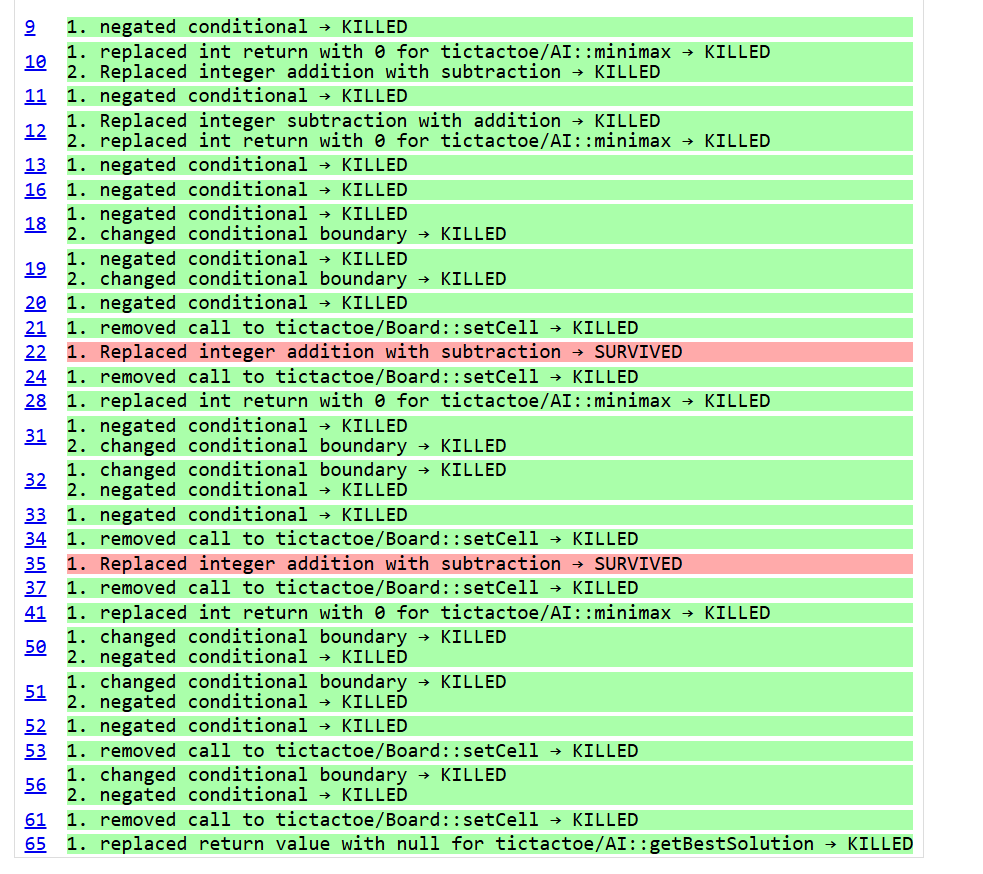 9 1. negated conditional → KILLED
10 1. replaced int return with 0 for tictactoe/AI::minimax → KILLED
2. Replaced integer addition with subtraction → KILLED
11 1. negated conditional → KILLED
12 1. Replaced integer subtraction with addition → KILLED
2. replaced int return with 0 for tictactoe/AI::minimax → KILLED
13 1. negated conditional → KILLED
16 1. negated conditional → KILLED
18 1. negated conditional → KILLED
2. changed conditional boundary → KILLED
19 1. negated conditional → KILLED
2. changed conditional boundary → KILLED
20 1. negated conditional → KILLED
21 1. removed call to tictactoe/Board::setCell → KILLED
22 1. Replaced integer addition with subtraction → SURVIVED
24 1. removed call to tictactoe/Board::setCell → KILLED
28 1. replaced int return with 0 for tictactoe/AI::minimax → KILLED
31 1. negated conditional → KILLED
2. changed conditional boundary → KILLED
32 1. changed conditional boundary → KILLED
2. negated conditional → KILLED
33 1. negated conditional → KILLED
34 1. removed call to tictactoe/Board::setCell → KILLED
35 1. Replaced integer addition with subtraction → SURVIVED
37 1. removed call to tictactoe/Board::setCell → KILLED
41 1. replaced int return with 0 for tictactoe/AI::minimax → KILLED
50 1. changed conditional boundary → KILLED
2. negated conditional → KILLED
51 1. changed conditional boundary → KILLED
2. negated conditional → KILLED
52 1. negated conditional → KILLED
53 1. removed call to tictactoe/Board::setCell → KILLED
56 1. changed conditional boundary → KILLED
2. negated conditional → KILLED
61 1. removed call to tictactoe/Board::setCell → KILLED
65 1. replaced return value with null for tictactoe/AI::getBestSolution → KILLED